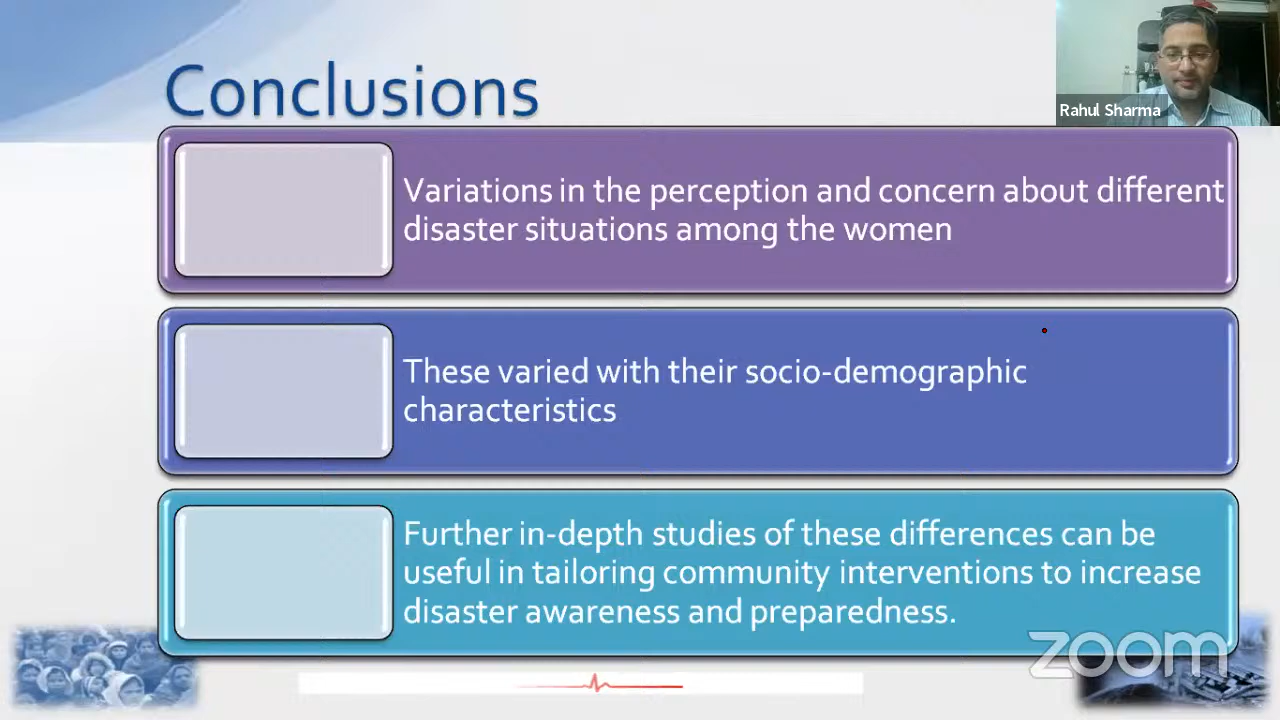 Conclusions
Rahul Sharma
Variations in the perception and concern about different
disaster situations among the women
These varied with their socio-demographic
characteristics
Further in-depth studies of these differences can be
useful in tailoring community interventions to increase
disaster awareness and preparedness.
zoom